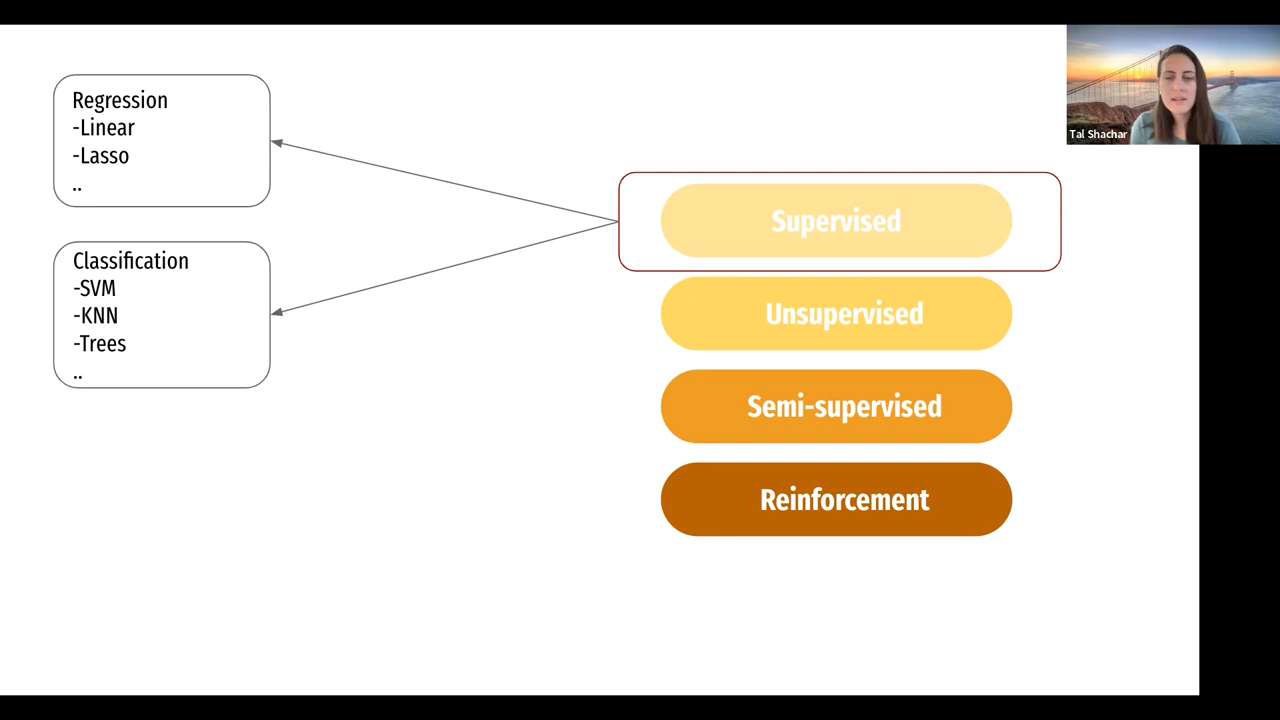 Regression
-Linear
-Lasso
..
Classification
-SVM
-KNN
-Trees
..
Supervised
Unsupervised
Semi-supervised
Reinforcement
Tal Shachar